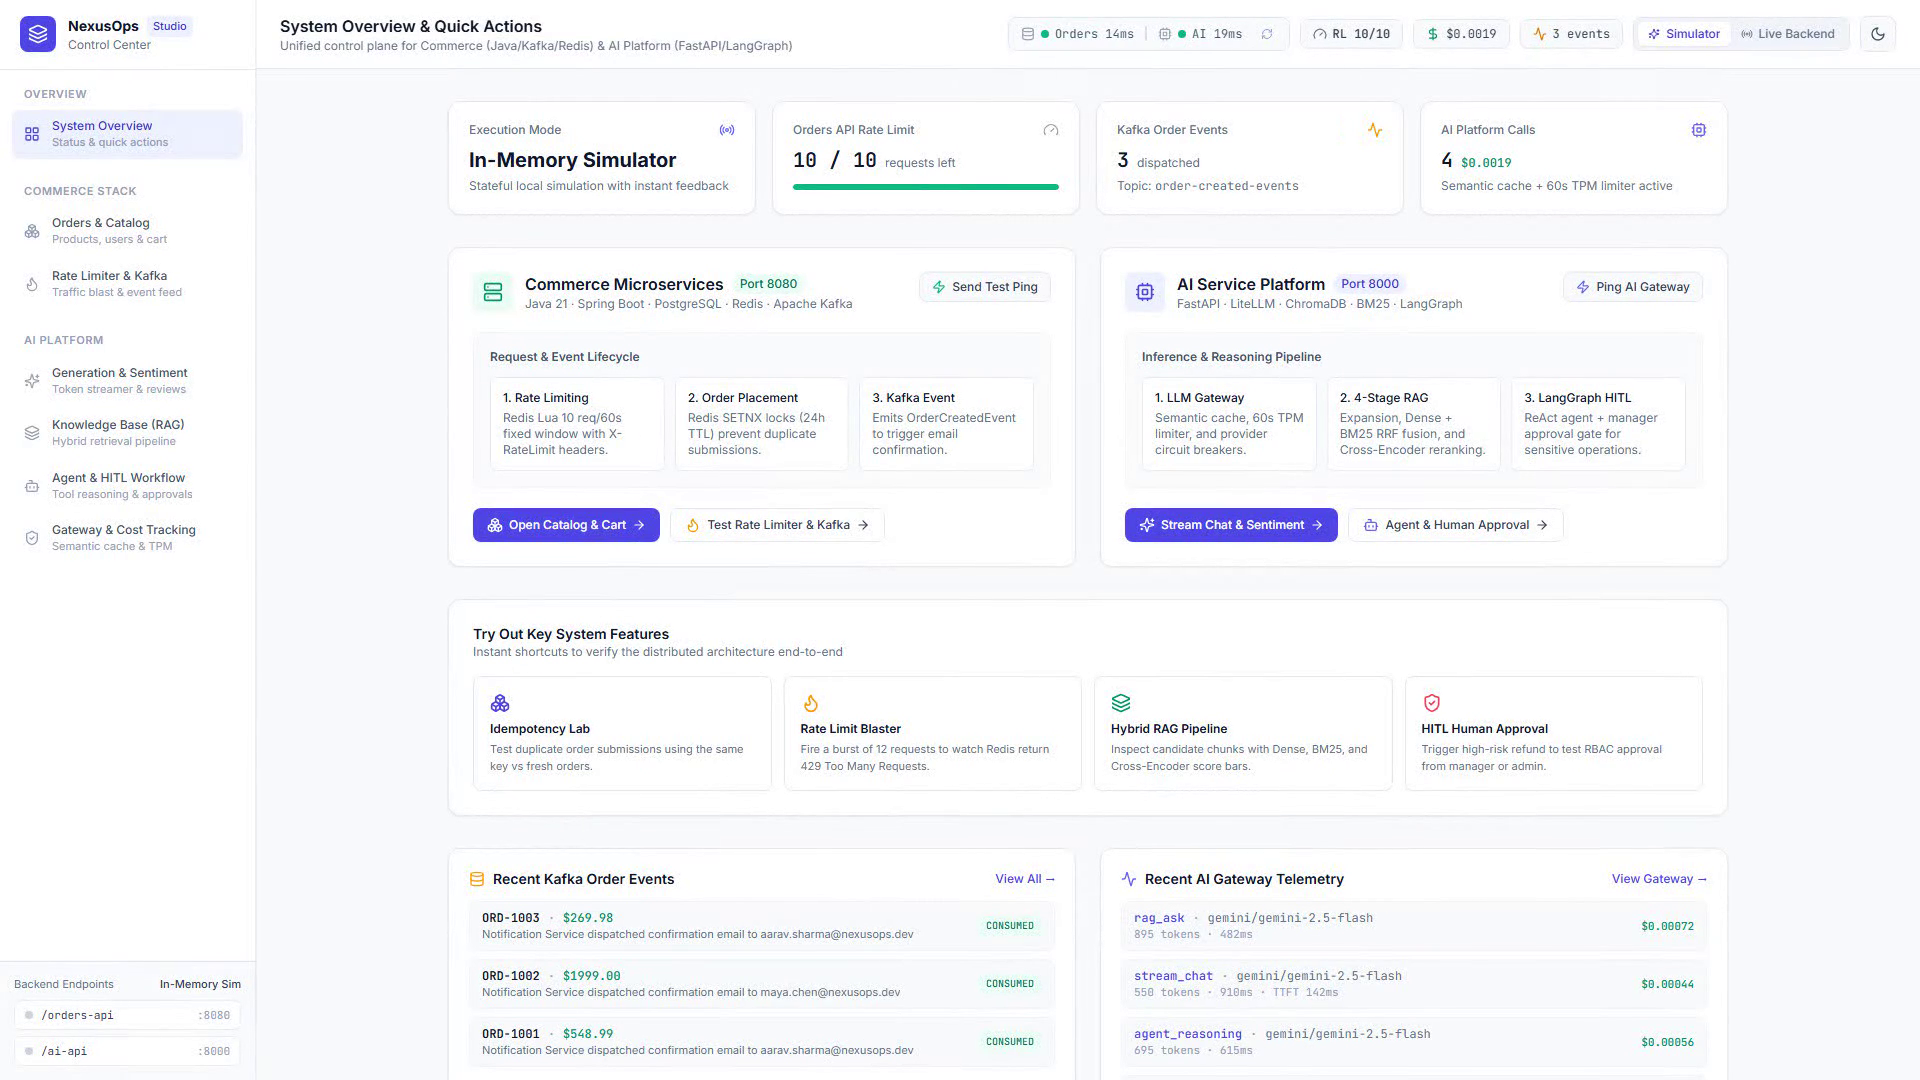 NexusOps Studio
Control Center
OVERVIEW
System Overview
Status & quick actions
COMMERCE STACK
Orders & Catalog
Products, users & cart
Rate Limiter & Kafka
Traffic blast & event feed
AI PLATFORM
Generation & Sentiment
Token streamer & reviews
Knowledge Base (RAG)
Hybrid retrieval pipeline
Agent & HITL Workflow
Tool reasoning & approvals
Gateway & Cost Tracking
Semantic cache & TPM
Backend Endpoints In-Memory Sim
/orders-api :8080
/ai-api :8000
System Overview & Quick Actions
Unified control plane for Commerce (Java/Kafka/Redis) & AI Platform (FastAPI/LangGraph)
Orders 14ms | AI 19ms
RL 10/10
$0.0019
3 events
Simulator
Live Backend
Execution Mode
In-Memory Simulator
Stateful local simulation with instant feedback
Orders API Rate Limit
10 / 10 requests left
Kafka Order Events
3 dispatched
Topic: order-created-events
AI Platform Calls
4 $0.0019
Semantic cache + 60s TPM limiter active
Commerce Microservices Port 8080
Java 21 · Spring Boot · PostgreSQL · Redis · Apache Kafka
Send Test Ping
Request & Event Lifecycle
1. Rate Limiting
Redis Lua 10 req/60s
fixed window with X-
RateLimit headers.
2. Order Placement
Redis SETNX locks (24h
TTL) prevent duplicate
submissions.
3. Kafka Event
Emits OrderCreatedEvent
to trigger email
confirmation.
Open Catalog & Cart →
Test Rate Limiter & Kafka →
AI Service Platform Port 8000
FastAPI · LiteLLM · ChromaDB · BM25 · LangGraph
Ping AI Gateway
Inference & Reasoning Pipeline
1. LLM Gateway
Semantic cache, 60s TPM
limiter, and provider
circuit breakers.
2. 4-Stage RAG
Expansion, Dense +
BM25 RRF fusion, and
Cross-Encoder reranking.
3. LangGraph HITL
ReAct agent + manager
approval gate for
sensitive operations.
Stream Chat & Sentiment →
Agent & Human Approval →
Try Out Key System Features
Instant shortcuts to verify the distributed architecture end-to-end
Idempotency Lab
Test duplicate order submissions using the same
key vs fresh orders.
Rate Limit Blaster
Fire a burst of 12 requests to watch Redis return
429 Too Many Requests.
Hybrid RAG Pipeline
Inspect candidate chunks with Dense, BM25, and
Cross-Encoder score bars.
HITL Human Approval
Trigger high-risk refund to test RBAC approval
from manager or admin.
Recent Kafka Order Events View All →
ORD-1003 · $269.98
Notification Service dispatched confirmation email to aarav.sharma@nexusops.dev
CONSUMED
ORD-1002 · $1999.00
Notification Service dispatched confirmation email to maya.chen@nexusops.dev
CONSUMED
ORD-1001 · $548.99
Notification Service dispatched confirmation email to aarav.sharma@nexusops.dev
CONSUMED
Recent AI Gateway Telemetry View Gateway →
rag_ask · gemini/gemini-2.5-flash
895 tokens · 482ms
$0.00072
stream_chat · gemini/gemini-2.5-flash
550 tokens · 910ms · TTFT 142ms
$0.00044
agent_reasoning · gemini/gemini-2.5-flash
695 tokens · 615ms
$0.00056